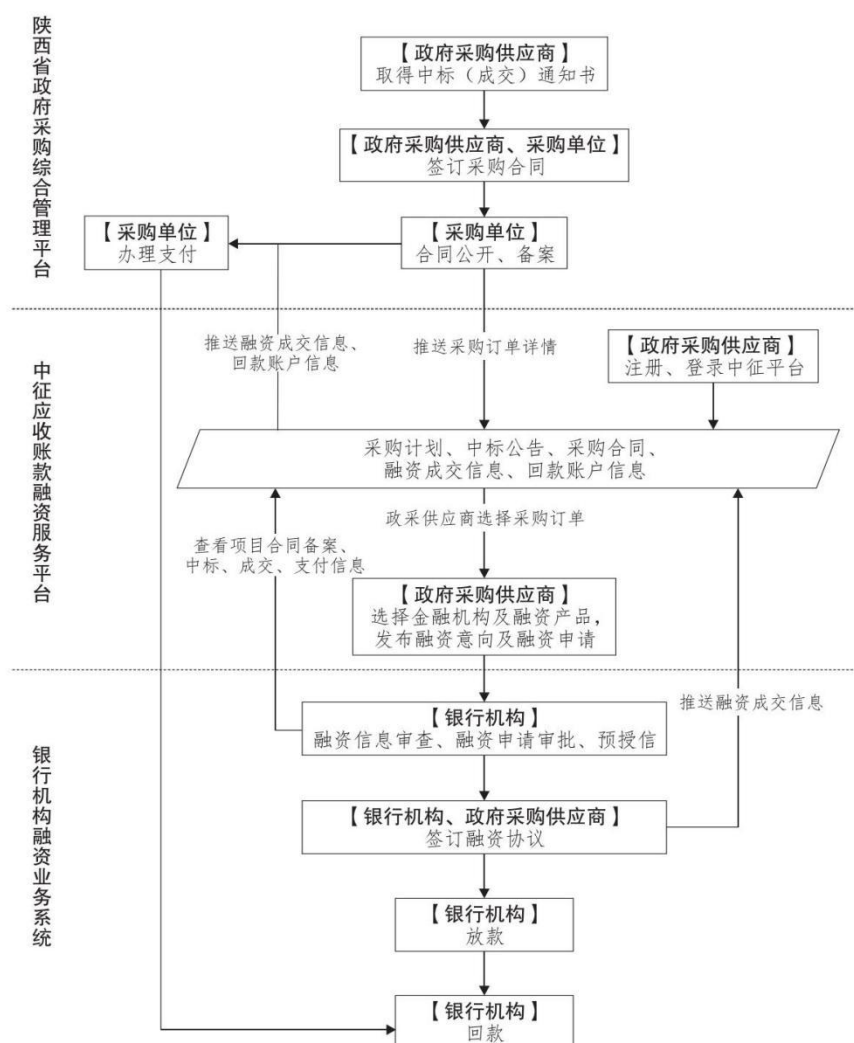 陕西省政府采购综合管理平台
【政府采购供应商】
取得中标（成交）通知书
【政府采购供应商、采购单位】
签订采购合同
【采购单位】
办理支付
【采购单位】
合同公开、备案
中征应收账款融资服务平台
推送融资成交信息、
回款账户信息
推送采购订单详情
【政府采购供应商】
注册、登录中征平台
采购计划、中标公告、采购合同、
融资成交信息、回款账户信息
政采供应商选择采购订单
查看项目合同备案、
中标、成交、支付信息
【政府采购供应商】
选择金融机构及融资产品，
发布融资意向及融资申请
银行机构融资业务系统
【银行机构】
融资信息审查、融资申请审批、预授信
推送融资成交信息
【银行机构、政府采购供应商】
签订融资协议
【银行机构】
放款
【银行机构】
回款